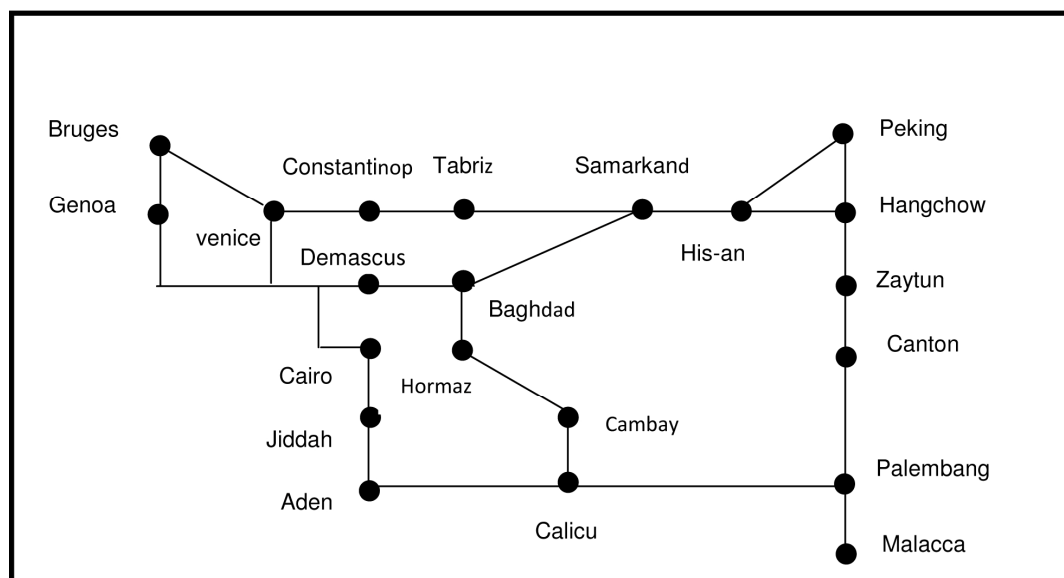 Bruges
Peking
Constantinop
Tabriz
Samarkand
Genoa
Hangchow
venice
His-an
Demascus
Zaytun
Baghdad
Canton
Cairo
Hormaz
Cambay
Jiddah
Palembang
Aden
Calicu
Malacca